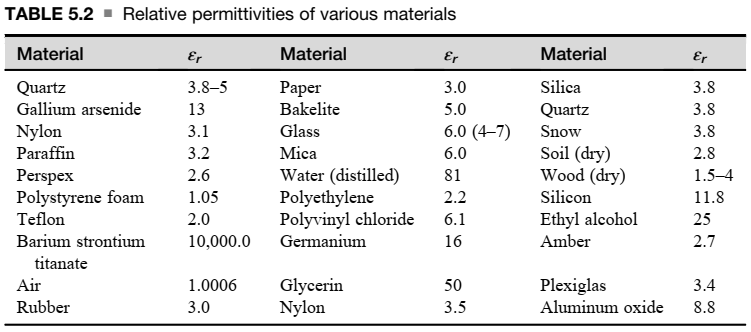 TABLE 5.2 ■ Relative permittivities of various materials
Material εr Material εr Material εr
Quartz 3.8–5 Paper 3.0 Silica 3.8
Gallium arsenide 13 Bakelite 5.0 Quartz 3.8
Nylon 3.1 Glass 6.0 (4–7) Snow 3.8
Paraffin 3.2 Mica 6.0 Soil (dry) 2.8
Perspex 2.6 Water (distilled) 81 Wood (dry) 1.5–4
Polystyrene foam 1.05 Polyethylene 2.2 Silicon 11.8
Teflon 2.0 Polyvinyl chloride 6.1 Ethyl alcohol 25
Barium strontium 10,000.0 Germanium 16 Amber 2.7
titanate
Air 1.0006 Glycerin 50 Plexiglas 3.4
Rubber 3.0 Nylon 3.5 Aluminum oxide 8.8